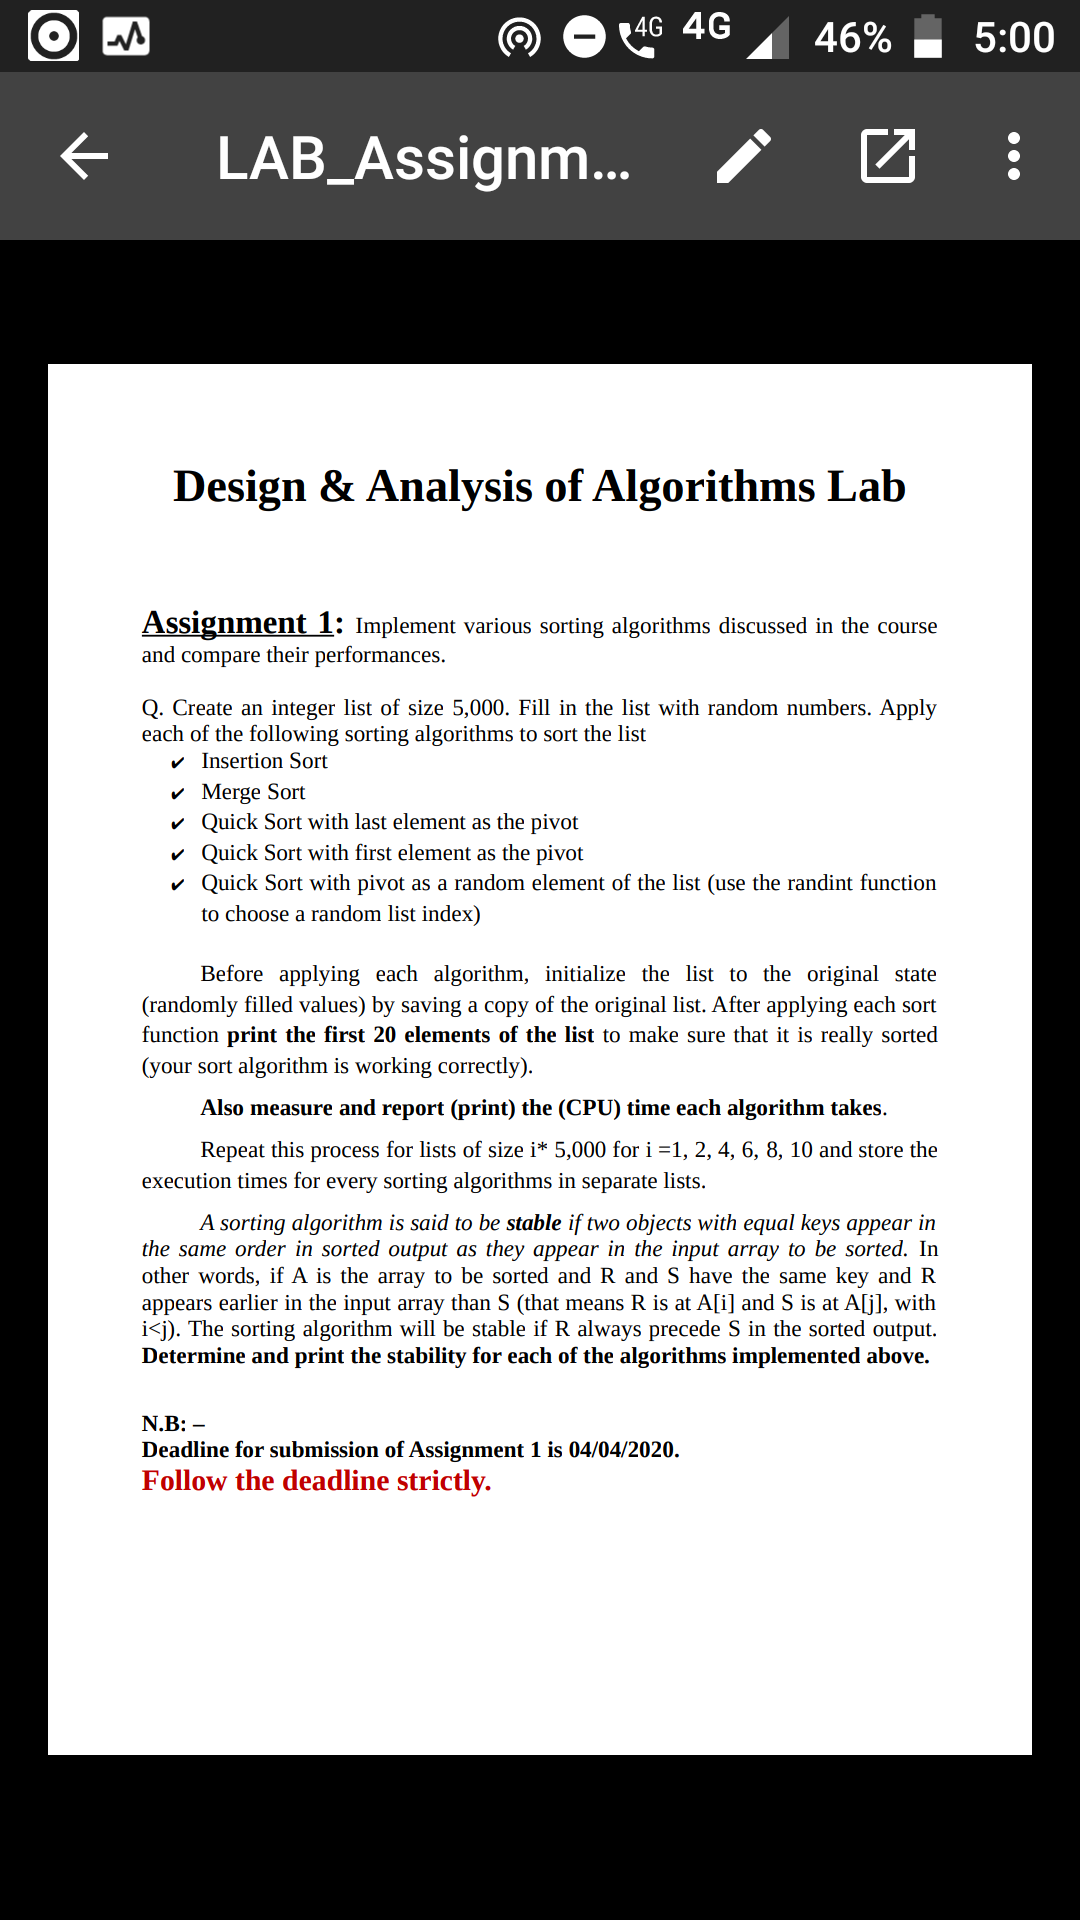 4G 4G 46% 5:00
LAB_Assignm...
Design & Analysis of Algorithms Lab
Assignment 1: Implement various sorting algorithms discussed in the course
and compare their performances.
Q. Create an integer list of size 5,000. Fill in the list with random numbers. Apply
each of the following sorting algorithms to sort the list
✔ Insertion Sort
✔ Merge Sort
✔ Quick Sort with last element as the pivot
✔ Quick Sort with first element as the pivot
✔ Quick Sort with pivot as a random element of the list (use the randint function
to choose a random list index)
Before applying each algorithm, initialize the list to the original state
(randomly filled values) by saving a copy of the original list. After applying each sort
function print the first 20 elements of the list to make sure that it is really sorted
(your sort algorithm is working correctly).
Also measure and report (print) the (CPU) time each algorithm takes.
Repeat this process for lists of size i* 5,000 for i =1, 2, 4, 6, 8, 10 and store the
execution times for every sorting algorithms in separate lists.
A sorting algorithm is said to be stable if two objects with equal keys appear in
the same order in sorted output as they appear in the input array to be sorted. In
other words, if A is the array to be sorted and R and S have the same key and R
appears earlier in the input array than S (that means R is at A[i] and S is at A[j], with
i<j). The sorting algorithm will be stable if R always precede S in the sorted output.
Determine and print the stability for each of the algorithms implemented above.
N.B: –
Deadline for submission of Assignment 1 is 04/04/2020.
Follow the deadline strictly.